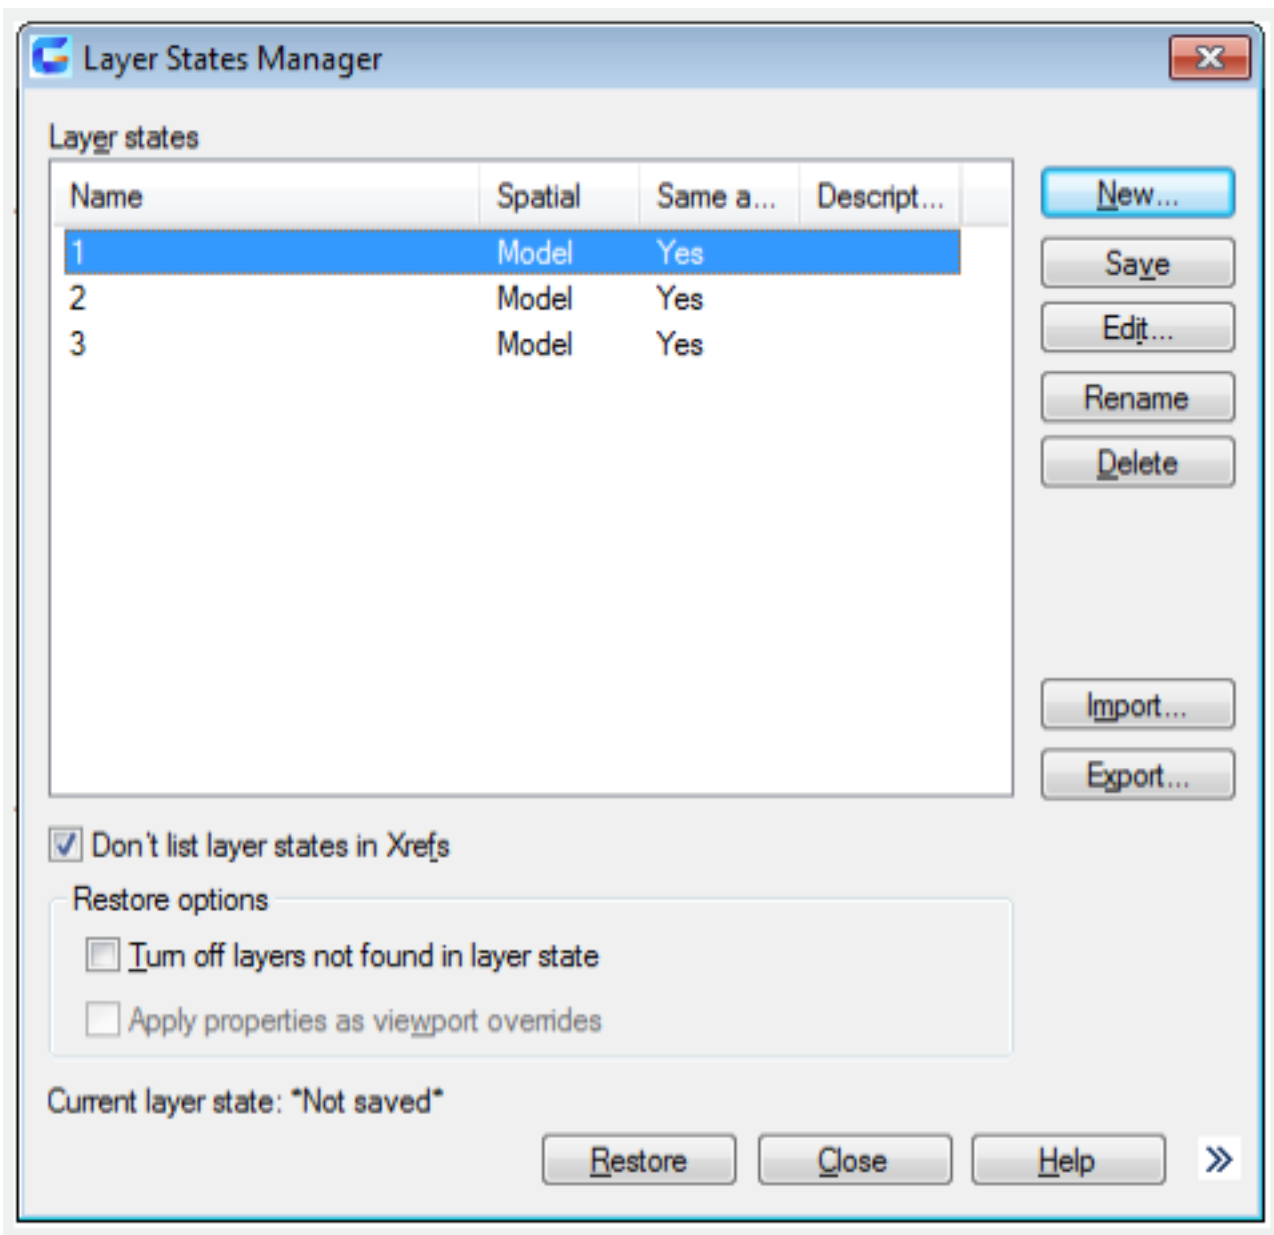 Layer States Manager
Layer states
Name Spatial Same a... Descript...
1 Model Yes
2 Model Yes
3 Model Yes
New...
Save
Edit...
Rename
Delete
Import...
Export...
Don't list layer states in Xrefs
Restore options
Turn off layers not found in layer state
Apply properties as viewport overrides
Current layer state: *Not saved*
Restore Close Help »